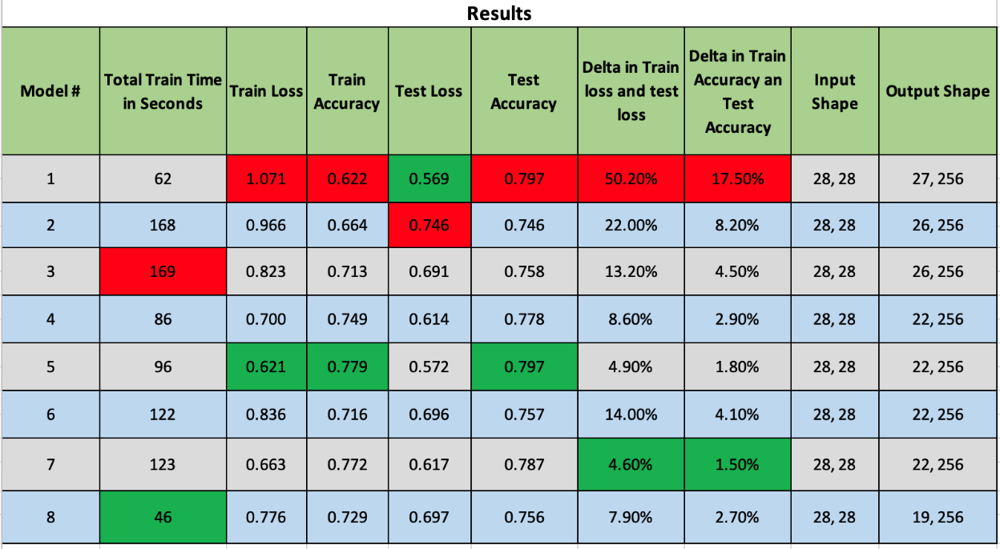 Results
Model # Total Train Time in Seconds Train Loss Train Accuracy Test Loss Test Accuracy Delta in Train loss and test loss Delta in Train Accuracy an Test Accuracy Input Shape Output Shape
1 62 1.071 0.622 0.569 0.797 50.20% 17.50% 28, 28 27, 256
2 168 0.966 0.664 0.746 0.746 22.00% 8.20% 28, 28 26, 256
3 169 0.823 0.713 0.691 0.758 13.20% 4.50% 28, 28 26, 256
4 86 0.700 0.749 0.614 0.778 8.60% 2.90% 28, 28 22, 256
5 96 0.621 0.779 0.572 0.797 4.90% 1.80% 28, 28 22, 256
6 122 0.836 0.716 0.696 0.757 14.00% 4.10% 28, 28 22, 256
7 123 0.663 0.772 0.617 0.787 4.60% 1.50% 28, 28 22, 256
8 46 0.776 0.729 0.697 0.756 7.90% 2.70% 28, 28 19, 256